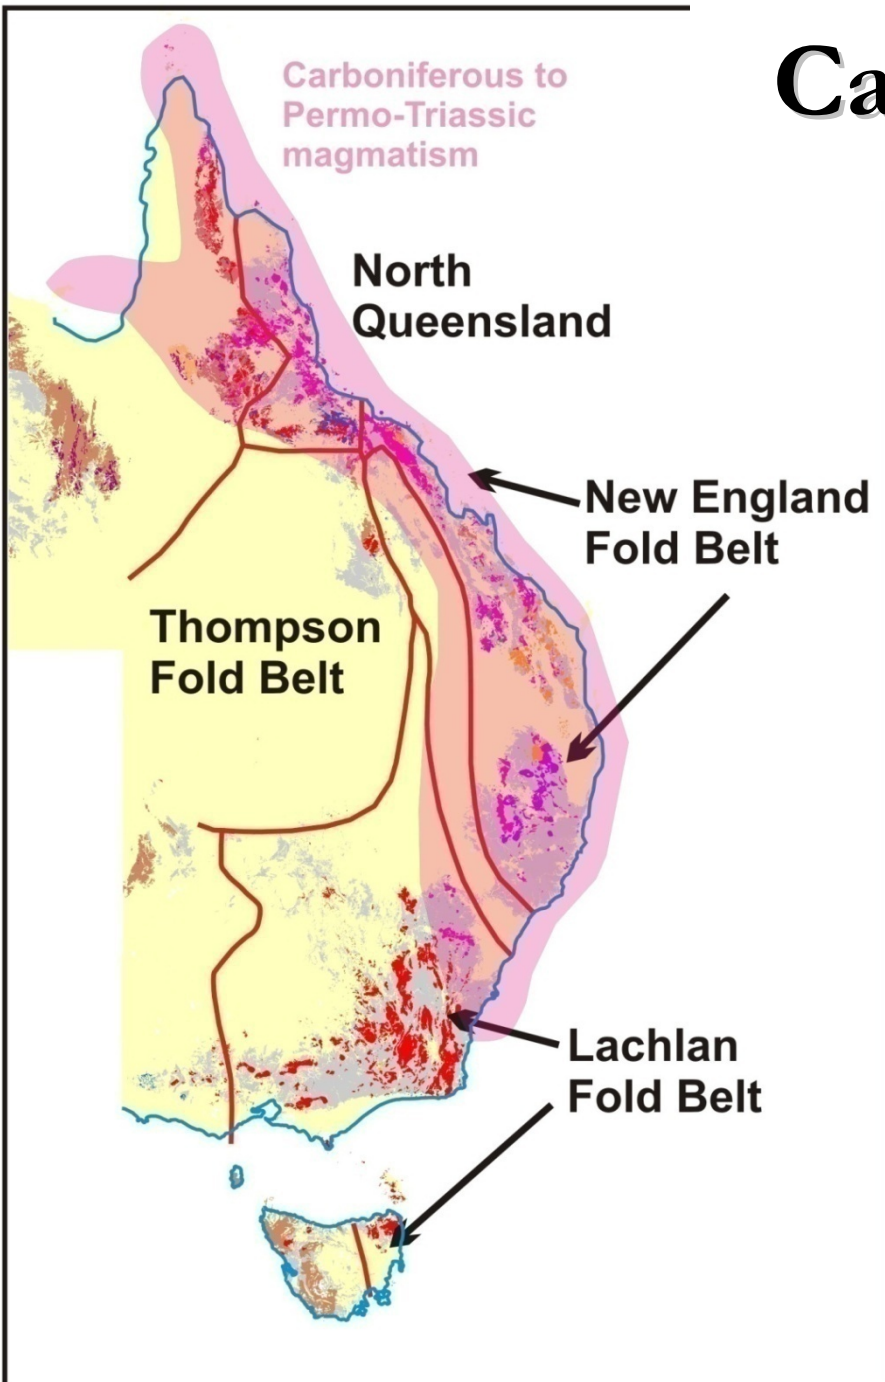 Ca
Carboniferous to
Permo-Triassic
magmatism
North
Queensland
New England
Fold Belt
Thompson
Fold Belt
Lachlan
Fold Belt